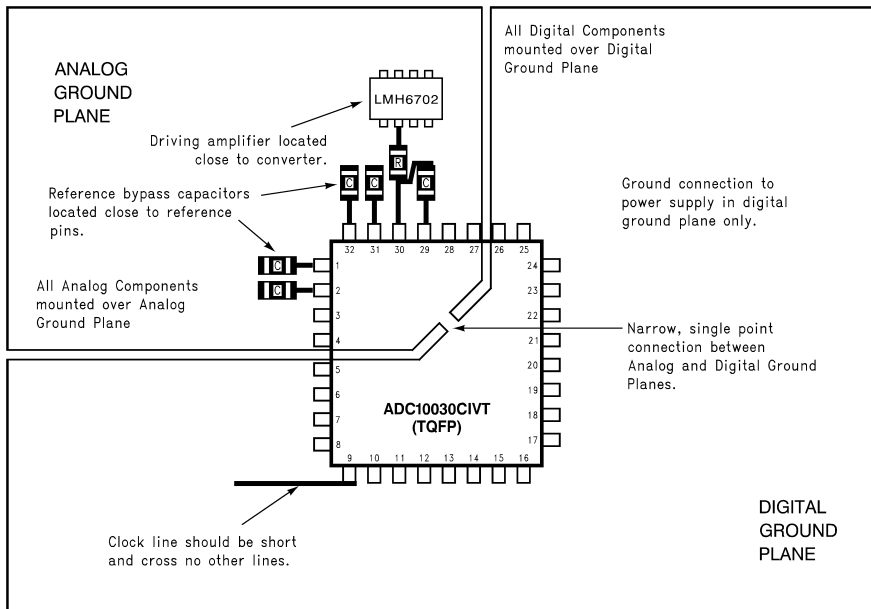 All Digital Components
mounted over Digital
Ground Plane
ANALOG
GROUND
PLANE
LMH6702
Driving amplifier located
close to converter.
R
C
C
C
Reference bypass capacitors
located close to reference
pins.
Ground connection to
power supply in digital
ground plane only.
32 31 30 29 28 27 26 25
C
C
1
2
3
4
5
6
7
8
24
23
22
21
20
19
18
17
All Analog Components
mounted over Analog
Ground Plane
Narrow, single point
connection between
Analog and Digital Ground
Planes.
ADC10030CIVT
(TQFP)
9 10 11 12 13 14 15 16
Clock line should be short
and cross no other lines.
DIGITAL
GROUND
PLANE